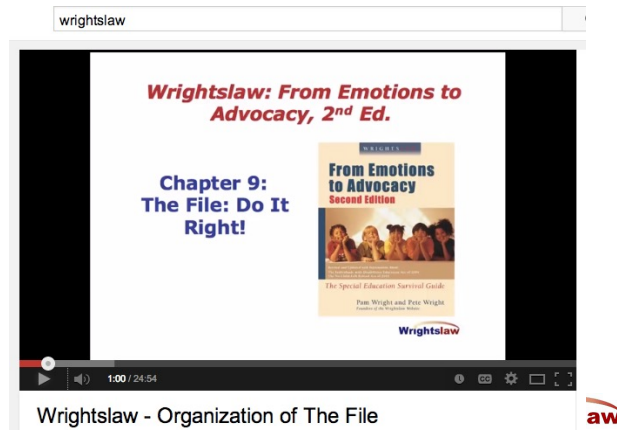 wrightslaw
Wrightslaw: From Emotions to
Advocacy, 2nd Ed.
Chapter 9:
The File: Do It
Right!
WRIGHTS
From Emotions
to Advocacy
Second Edition
The Special Education Survival Guide
Pam Wright and Pete Wright
Wrightslaw
1:00 / 24:54
CC
Wrightslaw - Organization of The File
aw